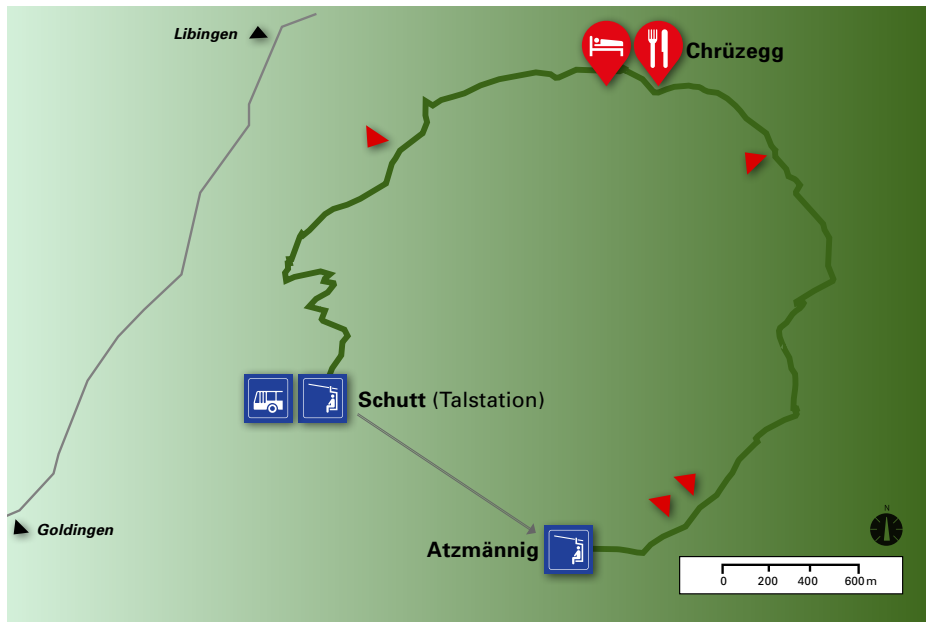 Libingen
Chrüzegg
Schutt (Talstation)
Goldingen
Atzmännig
N
0 200 400 600 m